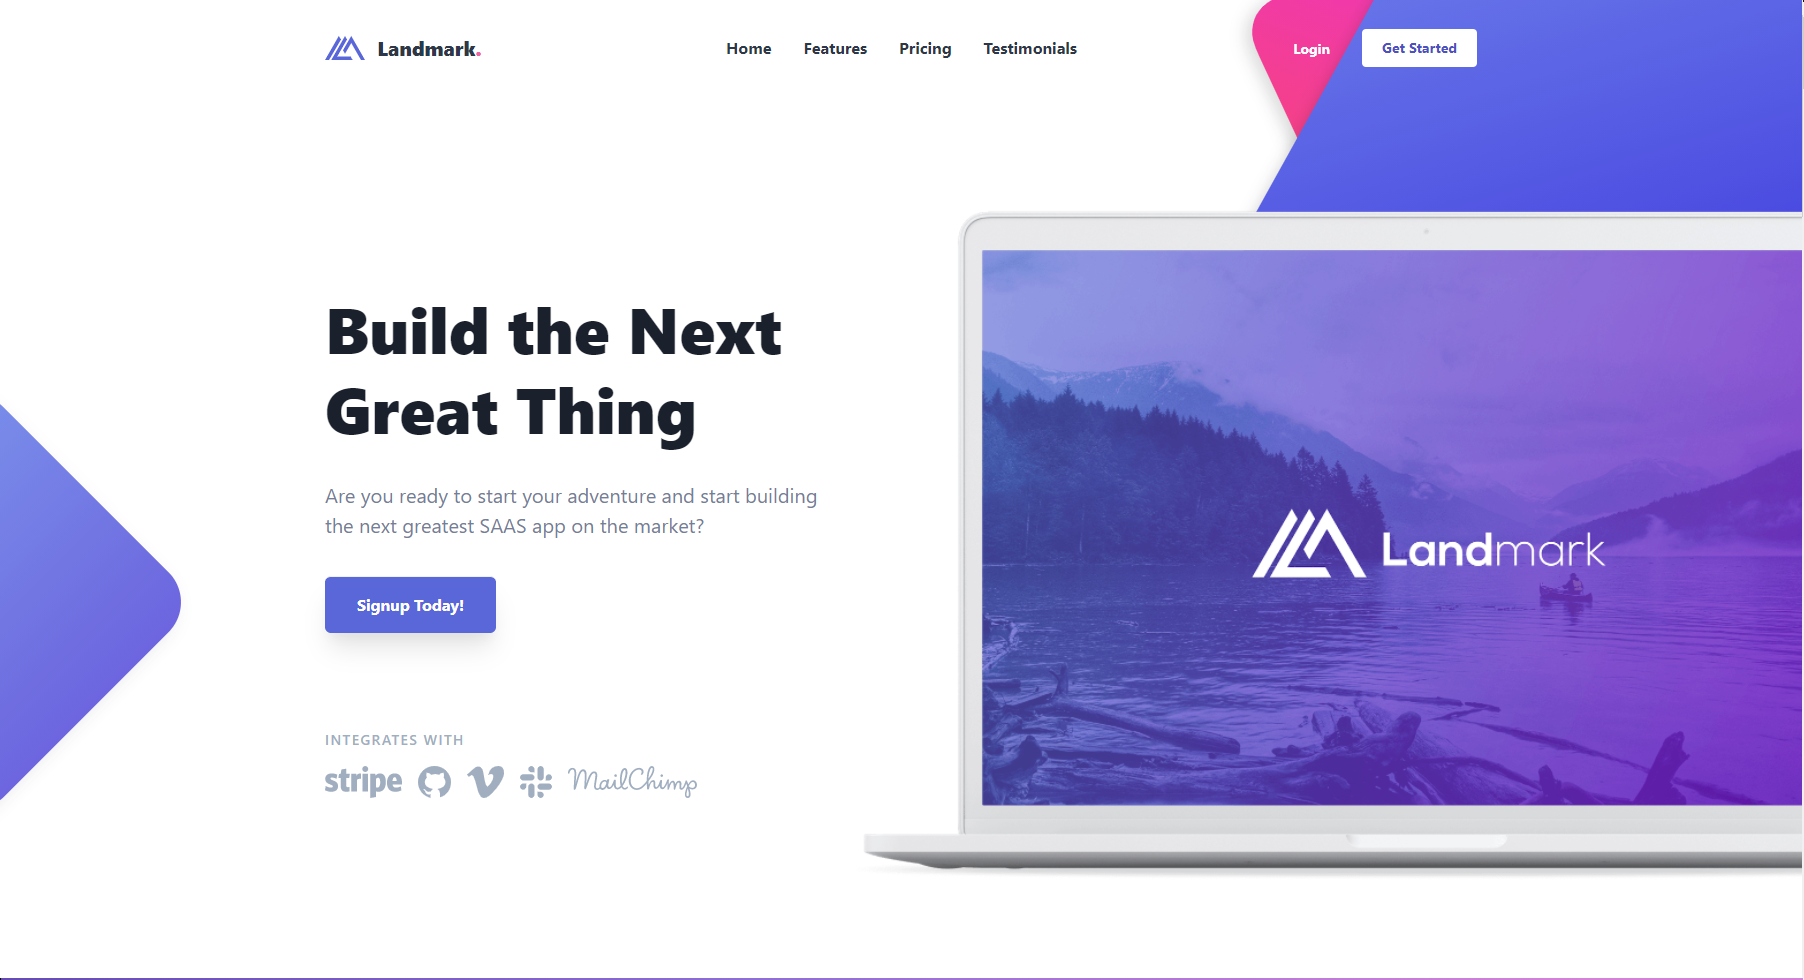 Landmark.
Home
Features
Pricing
Testimonials
Login
Get Started
Build the Next
Great Thing
Are you ready to start your adventure and start building
the next greatest SAAS app on the market?
Signup Today!
INTEGRATES WITH
stripe
MailChimp
Landmark